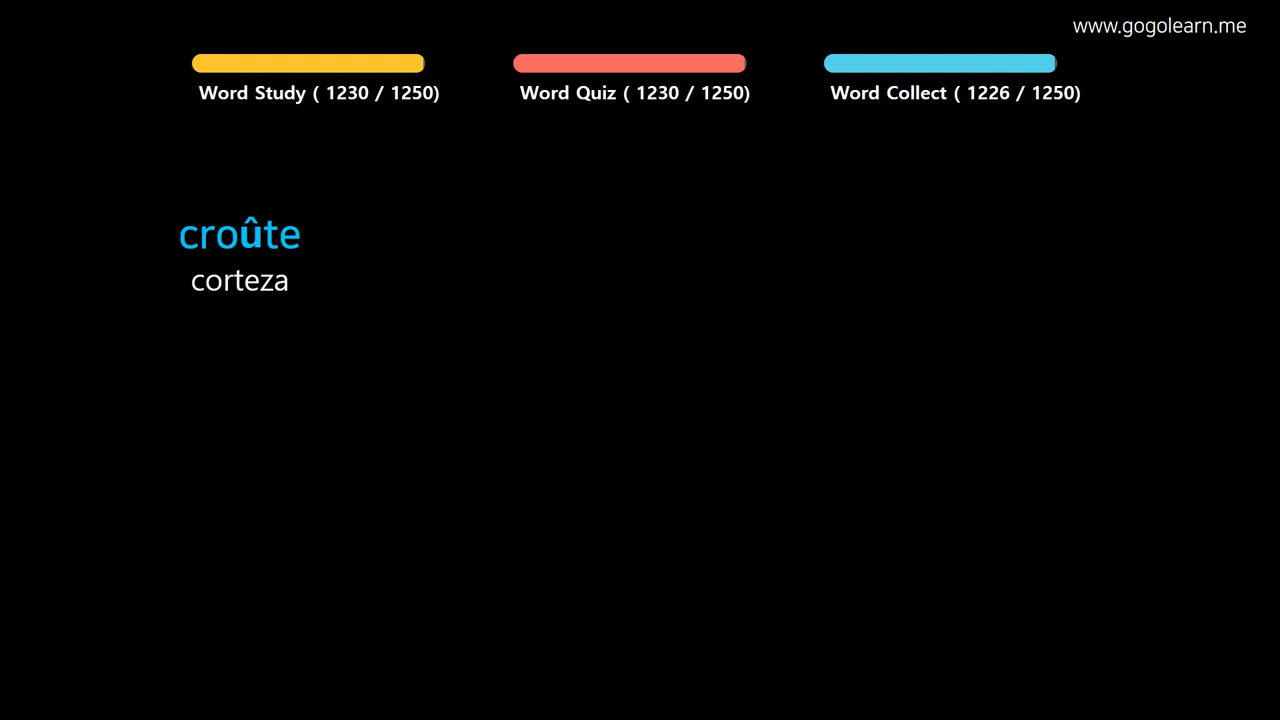 www.gogolearn.me
Word Study ( 1230 / 1250)
Word Quiz ( 1230 / 1250)
Word Collect ( 1226 / 1250)
croûte
corteza